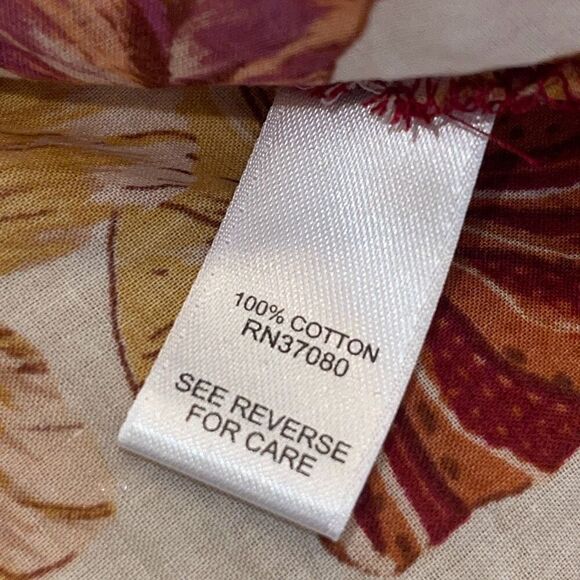 100% COTTON
RN37080
SEE REVERSE
FOR CARE